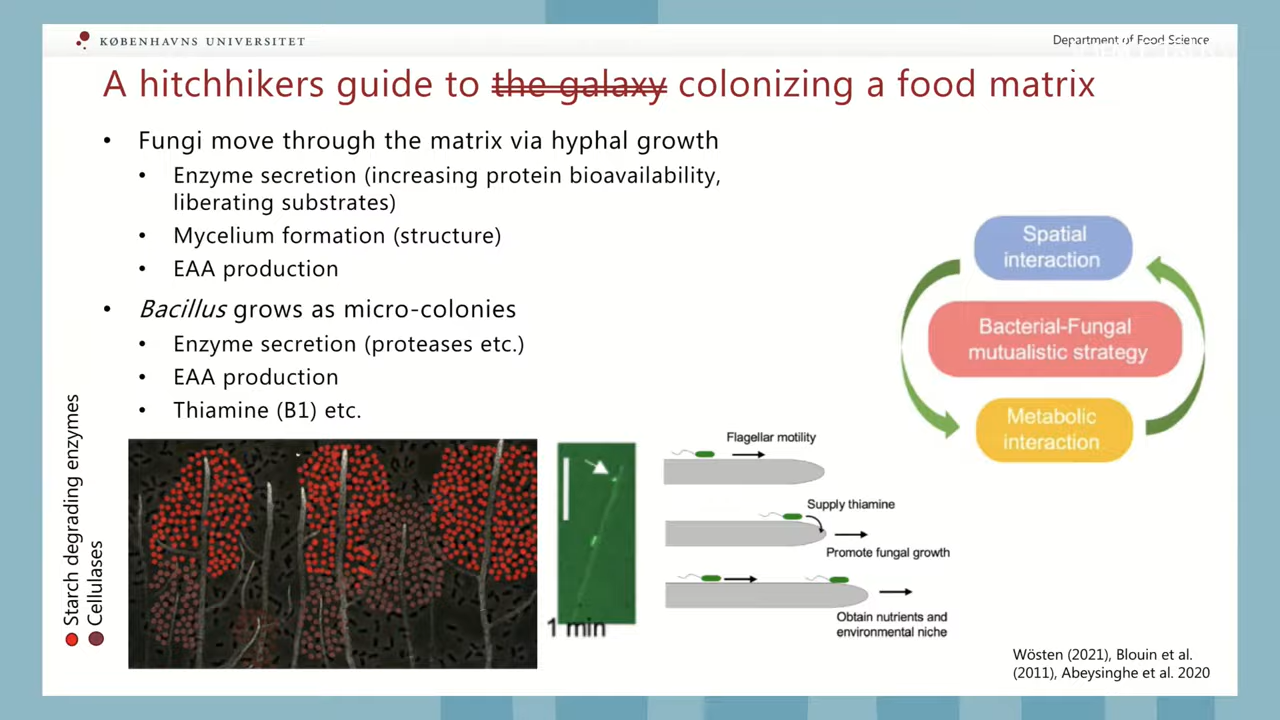 KØBENHAVNS UNIVERSITET
Department of Food Science
A hitchhikers guide to the galaxy colonizing a food matrix
• Fungi move through the matrix via hyphal growth
• Enzyme secretion (increasing protein bioavailability,
liberating substrates)
• Mycelium formation (structure)
• EAA production
• Bacillus grows as micro-colonies
• Enzyme secretion (proteases etc.)
• EAA production
• Thiamine (B1) etc.
Spatial
interaction
Bacterial-Fungal
mutualistic strategy
Metabolic
interaction
Starch degrading enzymes
Cellulases
1 min
Flagellar motility
Supply thiamine
Promote fungal growth
Obtain nutrients and
environmental niche
Wösten (2021), Blouin et al.
(2011), Abeysinghe et al. 2020